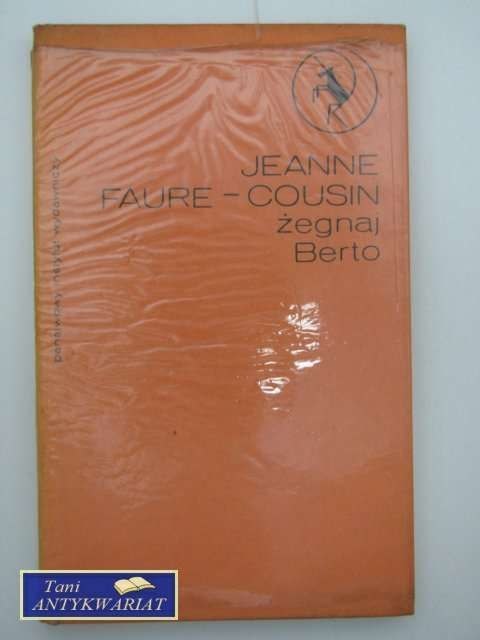 JEANNE
FAURE – COUSIN
żegnaj
Berto
państwowy instytut wydawniczy
Tani
ANTYKWARIAT